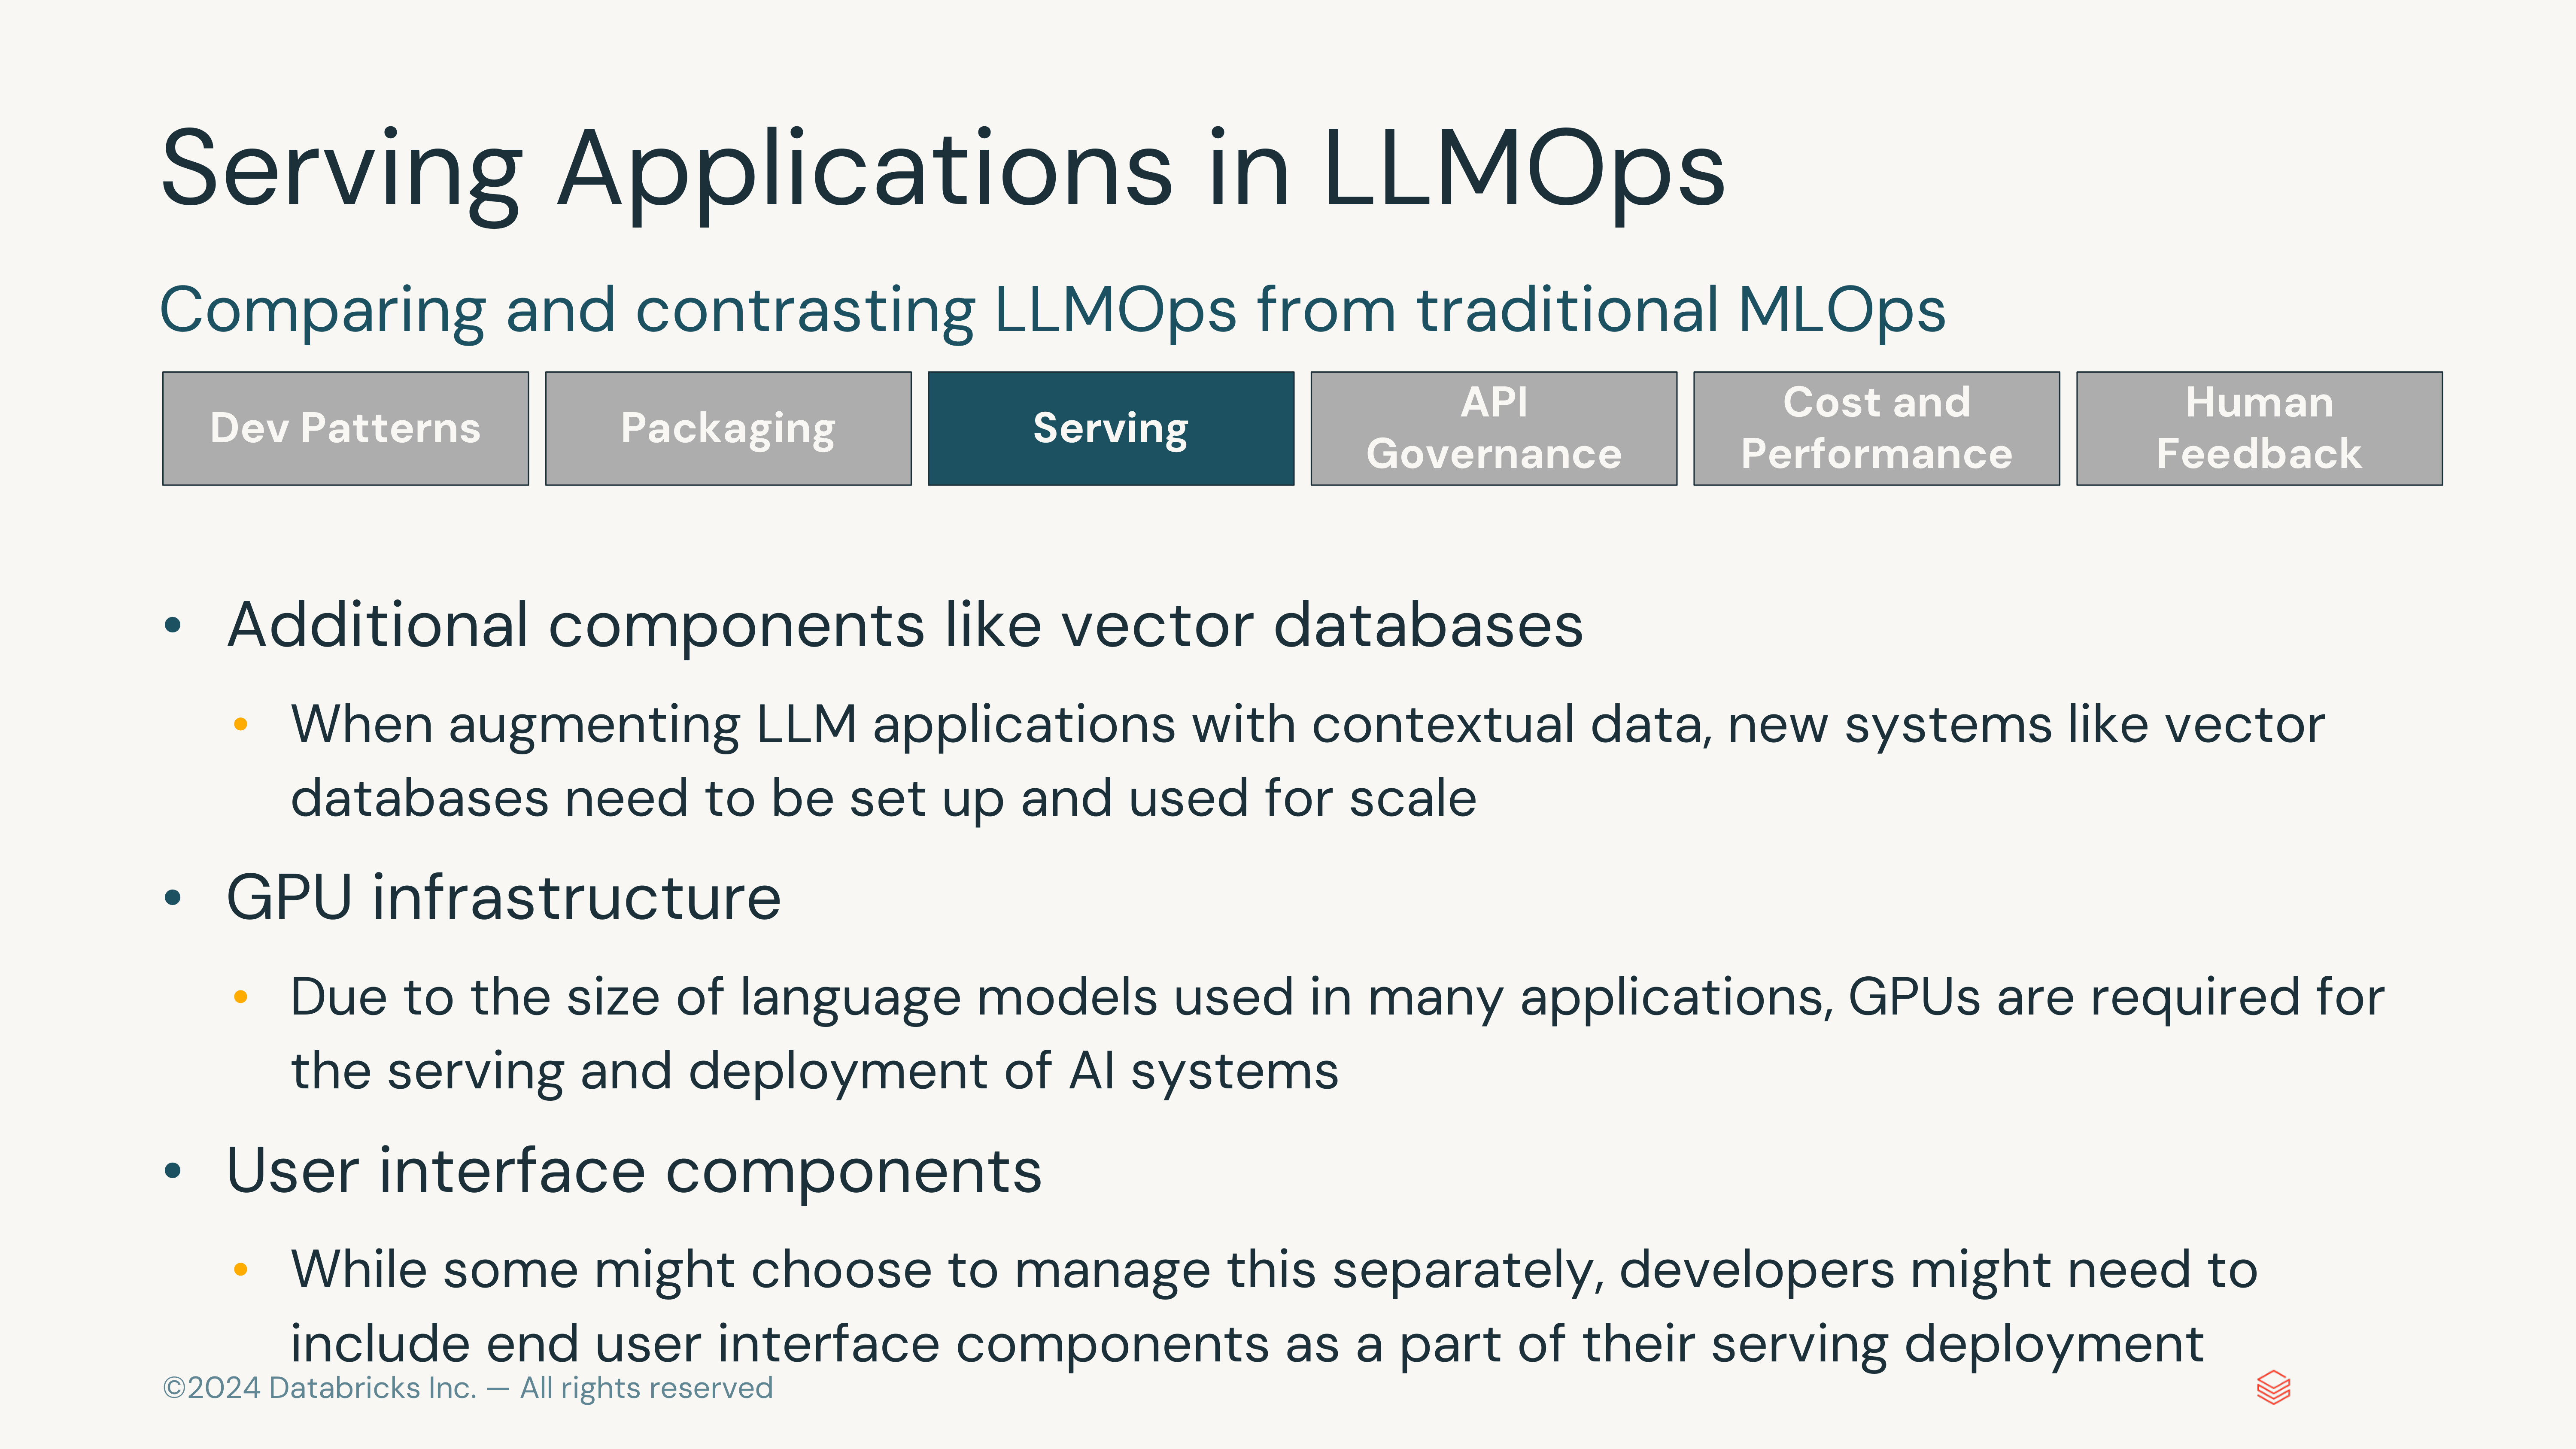 Serving Applications in LLMOps
Comparing and contrasting LLMOps from traditional MLOps
Dev Patterns
Packaging
Serving
API
Governance
Cost and
Performance
Human
Feedback
• Additional components like vector databases
• When augmenting LLM applications with contextual data, new systems like vector
databases need to be set up and used for scale
• GPU infrastructure
• Due to the size of language models used in many applications, GPUs are required for
the serving and deployment of AI systems
• User interface components
• While some might choose to manage this separately, developers might need to
include end user interface components as a part of their serving deployment
©2024 Databricks Inc. — All rights reserved